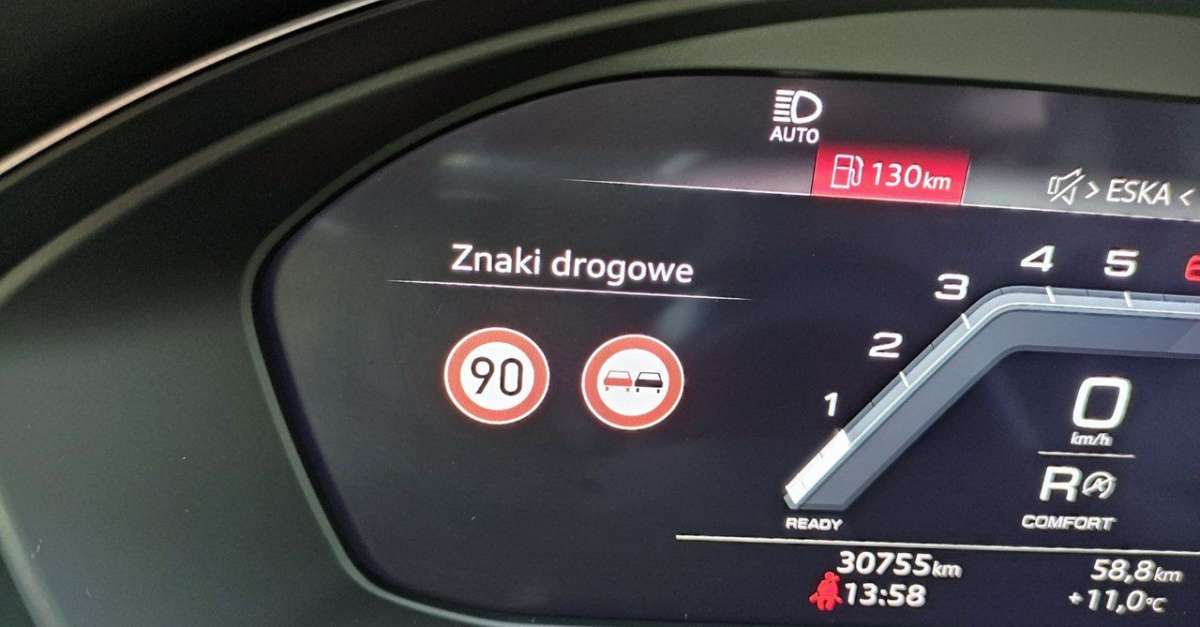 AUTO
130km
> ESKA <
Znaki drogowe
90
1
2
3
4
5
6
0
km/h
R
READY
COMFORT
30755km
58,8km
13:58
+11,0°C